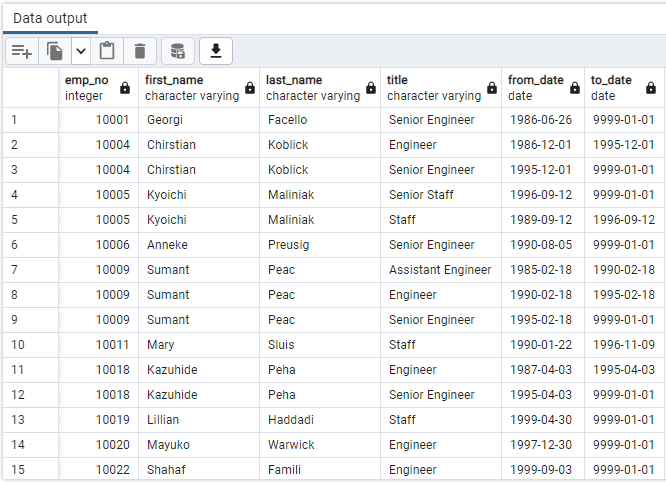 Data output
emp_no first_name last_name title from_date to_date
integer character varying character varying character varying date date
1 10001 Georgi Facello Senior Engineer 1986-06-26 9999-01-01
2 10004 Chirstian Koblick Engineer 1986-12-01 1995-12-01
3 10004 Chirstian Koblick Senior Engineer 1995-12-01 9999-01-01
4 10005 Kyoichi Maliniak Senior Staff 1996-09-12 9999-01-01
5 10005 Kyoichi Maliniak Staff 1989-09-12 1996-09-12
6 10006 Anneke Preusig Senior Engineer 1990-08-05 9999-01-01
7 10009 Sumant Peac Assistant Engineer 1985-02-18 1990-02-18
8 10009 Sumant Peac Engineer 1990-02-18 1995-02-18
9 10009 Sumant Peac Senior Engineer 1995-02-18 9999-01-01
10 10011 Mary Sluis Staff 1990-01-22 1996-11-09
11 10018 Kazuhide Peha Engineer 1987-04-03 1995-04-03
12 10018 Kazuhide Peha Senior Engineer 1995-04-03 9999-01-01
13 10019 Lillian Haddadi Staff 1999-04-30 9999-01-01
14 10020 Mayuko Warwick Engineer 1997-12-30 9999-01-01
15 10022 Shahaf Famili Engineer 1999-09-03 9999-01-01